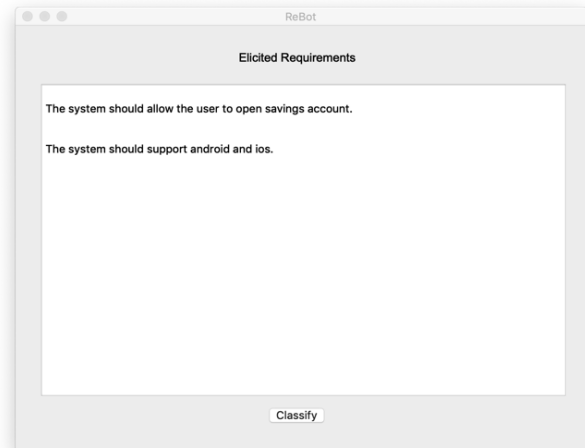 ReBot
Elicited Requirements
The system should allow the user to open savings account.
The system should support android and ios.
Classify